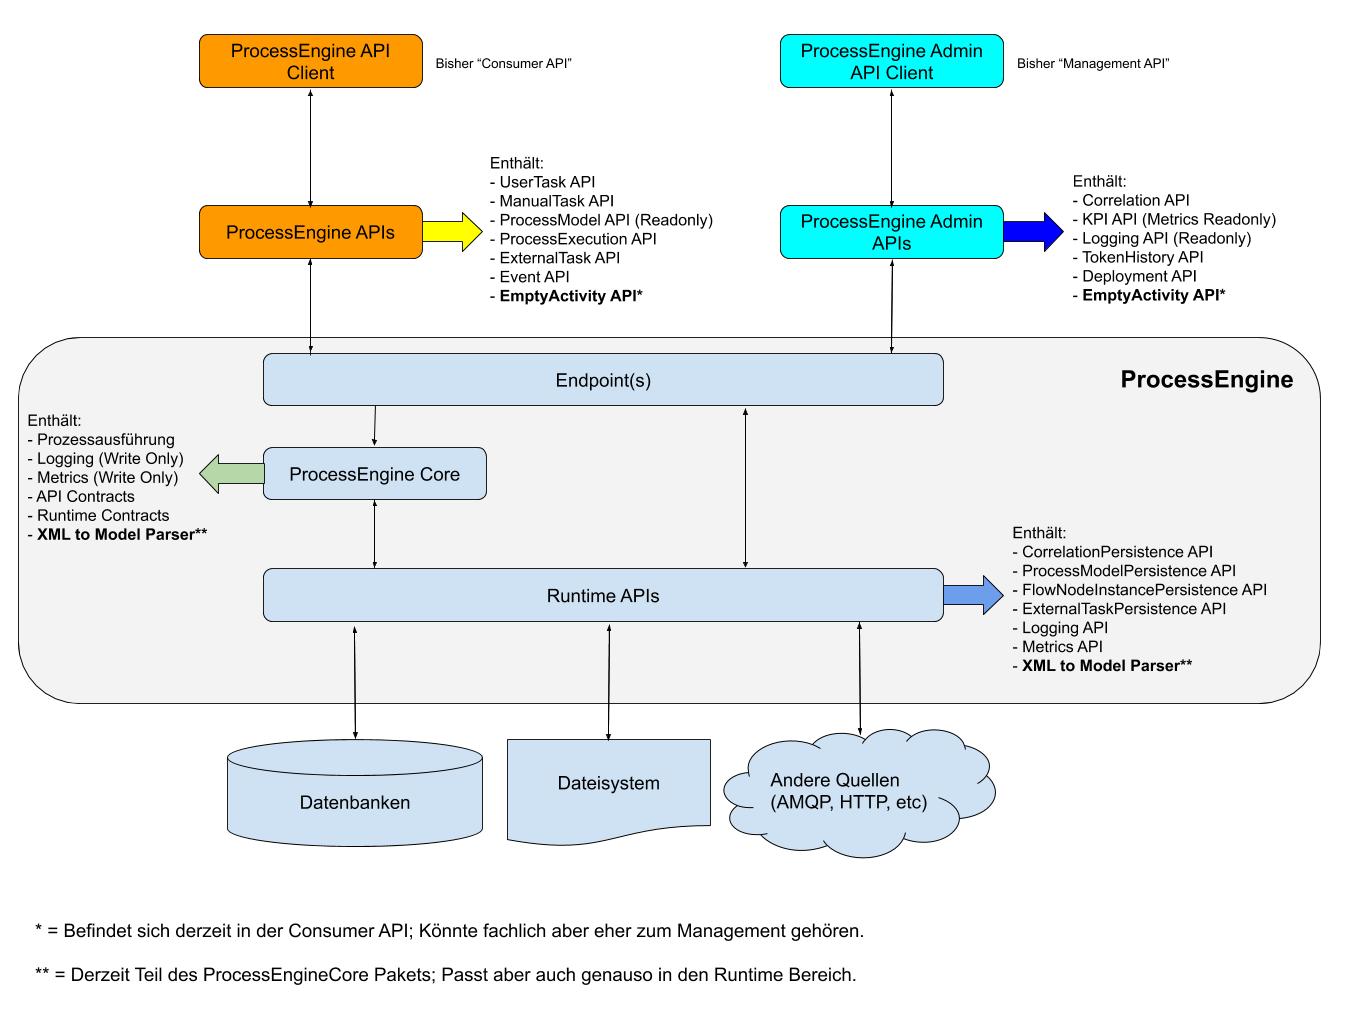 ProcessEngine API
Client
Bisher “Consumer API”
ProcessEngine Admin
API Client
Bisher “Management API”
ProcessEngine APIs
Enthält:
- UserTask API
- ManualTask API
- ProcessModel API (Readonly)
- ProcessExecution API
- ExternalTask API
- Event API
- EmptyActivity API*
ProcessEngine Admin
APIs
Enthält:
- Correlation API
- KPI API (Metrics Readonly)
- Logging API (Readonly)
- TokenHistory API
- Deployment API
- EmptyActivity API*
Endpoint(s)
ProcessEngine
Enthält:
- Prozessausführung
- Logging (Write Only)
- Metrics (Write Only)
- API Contracts
- Runtime Contracts
- XML to Model Parser**
ProcessEngine Core
Runtime APIs
Enthält:
- CorrelationPersistence API
- ProcessModelPersistence API
- FlowNodeInstancePersistence API
- ExternalTaskPersistence API
- Logging API
- Metrics API
- XML to Model Parser**
Datenbanken
Dateisystem
Andere Quellen
(AMQP, HTTP, etc)
* = Befindet sich derzeit in der Consumer API; Könnte fachlich aber eher zum Management gehören.
** = Derzeit Teil des ProcessEngineCore Pakets; Passt aber auch genauso in den Runtime Bereich.